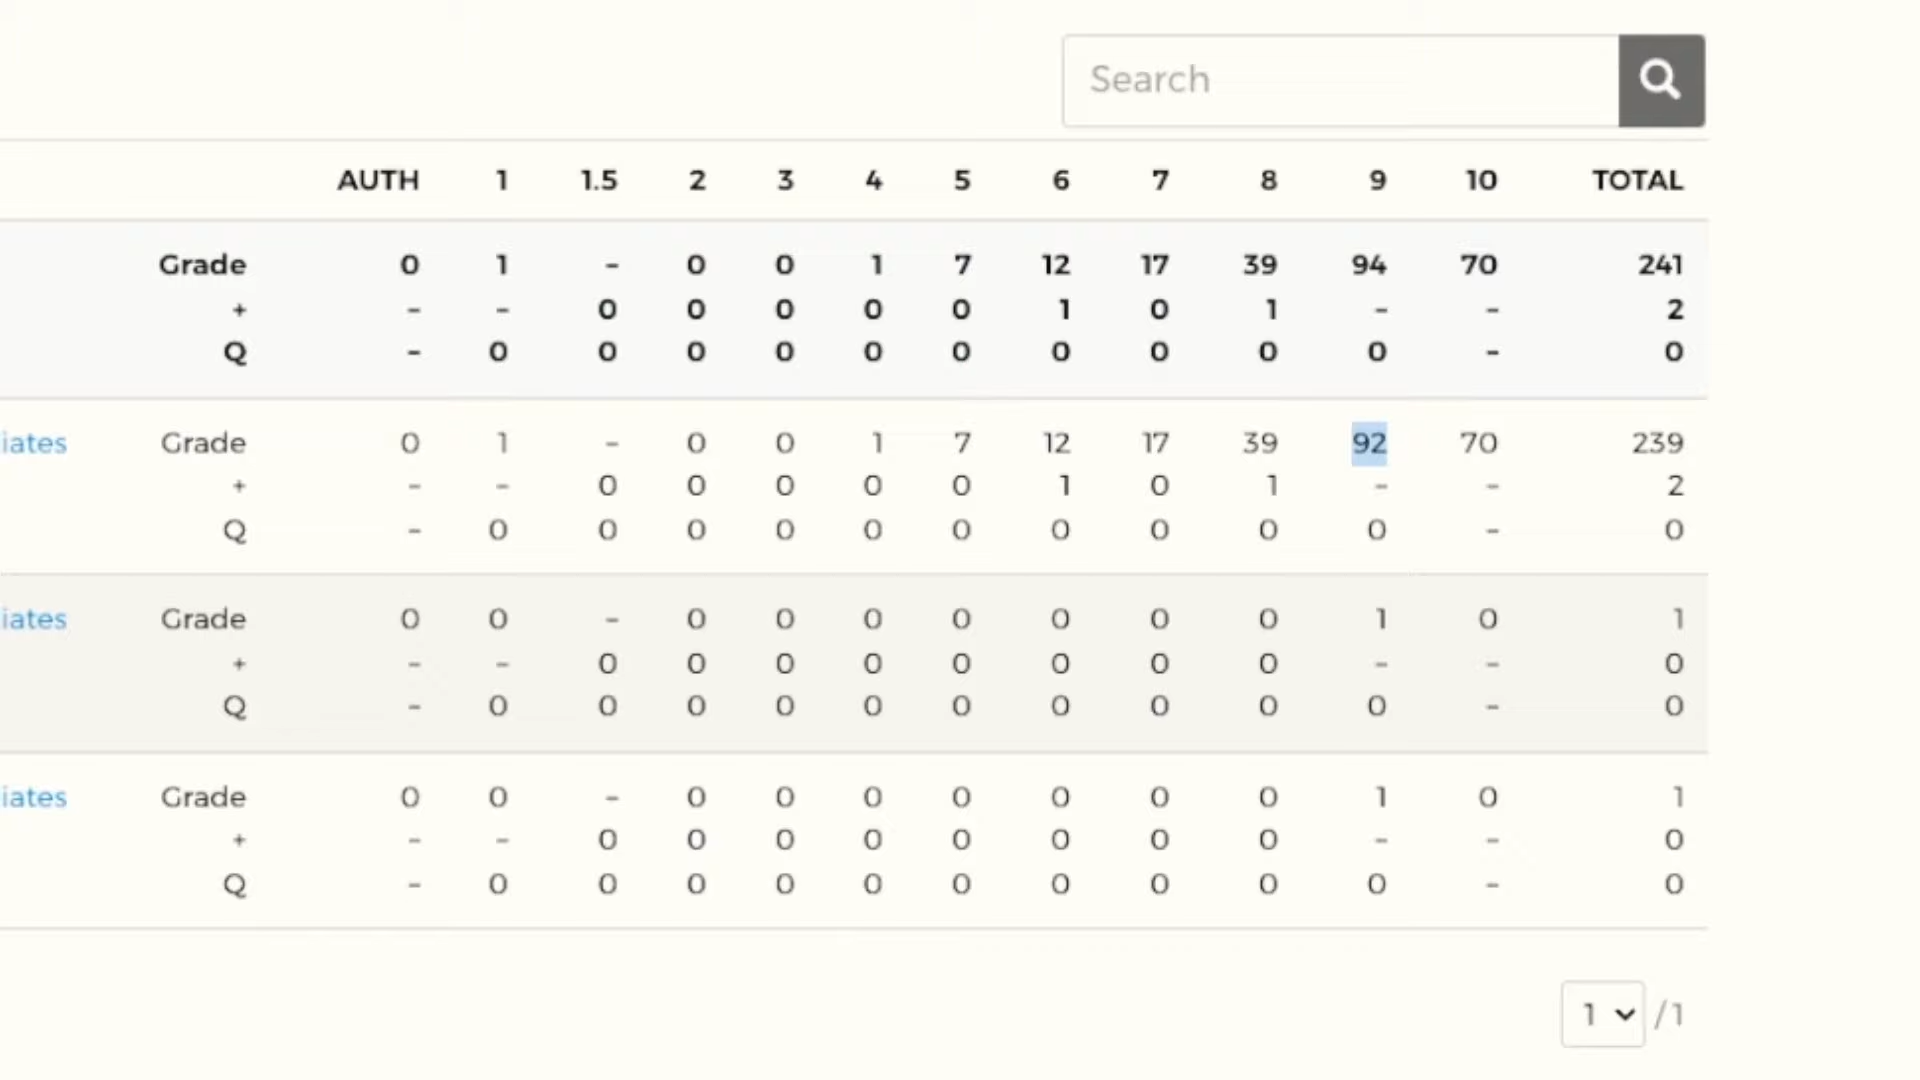 Search
AUTH 1 1.5 2 3 4 5 6 7 8 9 10 TOTAL
Grade 0 1 - 0 0 1 7 12 17 39 94 70 241
+ - - 0 0 0 0 0 1 0 1 - - 2
Q - 0 0 0 0 0 0 0 0 0 0 - 0
iates Grade 0 1 - 0 0 1 7 12 17 39 92 70 239
+ - - 0 0 0 0 0 1 0 1 - - 2
Q - 0 0 0 0 0 0 0 0 0 0 - 0
iates Grade 0 0 - 0 0 0 0 0 0 0 1 0 1
+ - - 0 0 0 0 0 0 0 0 - - 0
Q - 0 0 0 0 0 0 0 0 0 0 - 0
iates Grade 0 0 - 0 0 0 0 0 0 0 1 0 1
+ - - 0 0 0 0 0 0 0 0 - - 0
Q - 0 0 0 0 0 0 0 0 0 0 - 0
1 / 1